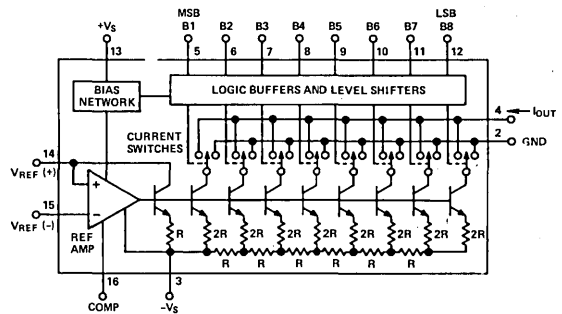 +VS
MSB
B1 B2 B3 B4 B5 B6 B7
LSB
B8
13 5 6 7 8 9 10 11 12
BIAS
NETWORK
LOGIC BUFFERS AND LEVEL SHIFTERS
4 IOUT
2 GND
CURRENT
SWITCHES
14
VREF (+)
+
15
VREF (–)
–
REF
AMP
R 2R 2R 2R 2R 2R 2R 2R 2R
R R R R R R
16
COMP
3
–VS